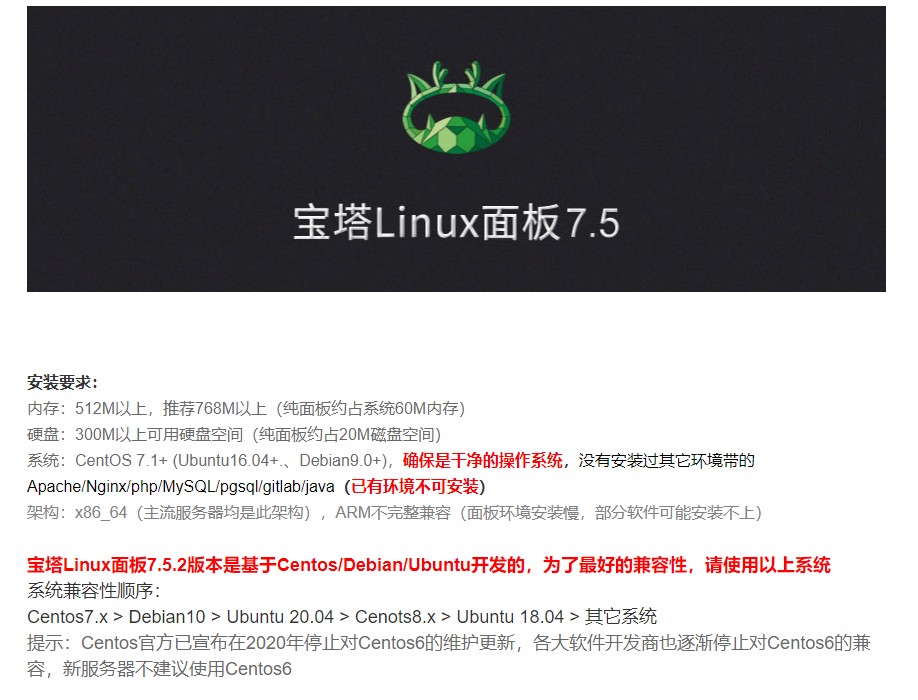 宝塔Linux面板7.5
安装要求：
内存：512M以上，推荐768M以上（纯面板约占系统60M内存）
硬盘：300M以上可用硬盘空间（纯面板约占20M磁盘空间）
系统：CentOS 7.1+ (Ubuntu16.04+.、Debian9.0+)，确保是干净的操作系统，没有安装过其它环境带的
Apache/Nginx/php/MySQL/pgsql/gitlab/java（已有环境不可安装）
架构：x86_64（主流服务器均是此架构），ARM不完整兼容（面板环境安装慢，部分软件可能安装不上）
宝塔Linux面板7.5.2版本是基于Centos/Debian/Ubuntu开发的，为了最好的兼容性，请使用以上系统
系统兼容性顺序：
Centos7.x > Debian10 > Ubuntu 20.04 > Cenots8.x > Ubuntu 18.04 > 其它系统
提示：Centos官方已宣布在2020年停止对Centos6的维护更新，各大软件开发商也逐渐停止对Centos6的兼
容，新服务器不建议使用Centos6